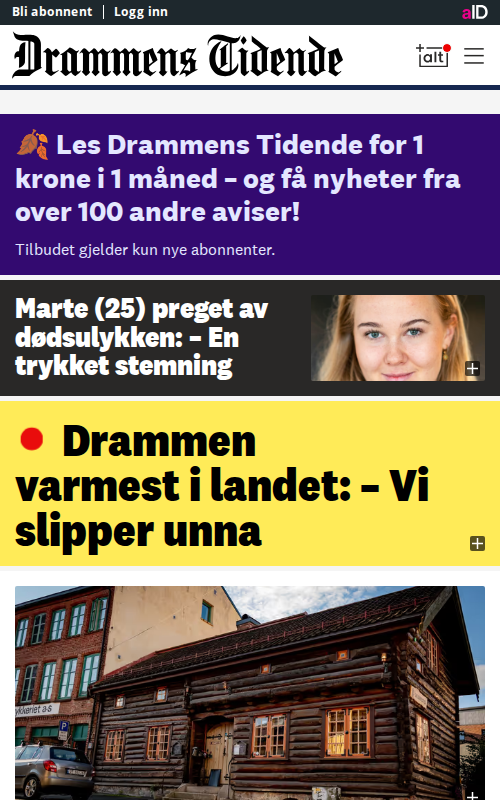 Bli abonnent
Logg inn
aID
Drammens Tidende
+alt
🍂 Les Drammens Tidende for 1
krone i 1 måned – og få nyheter fra
over 100 andre aviser!
Tilbudet gjelder kun nye abonnenter.
Marte (25) preget av
dødsulykken: – En
trykket stemning
Drammen
varmest i landet: – Vi
slipper unna
ykkeriet a·s
P